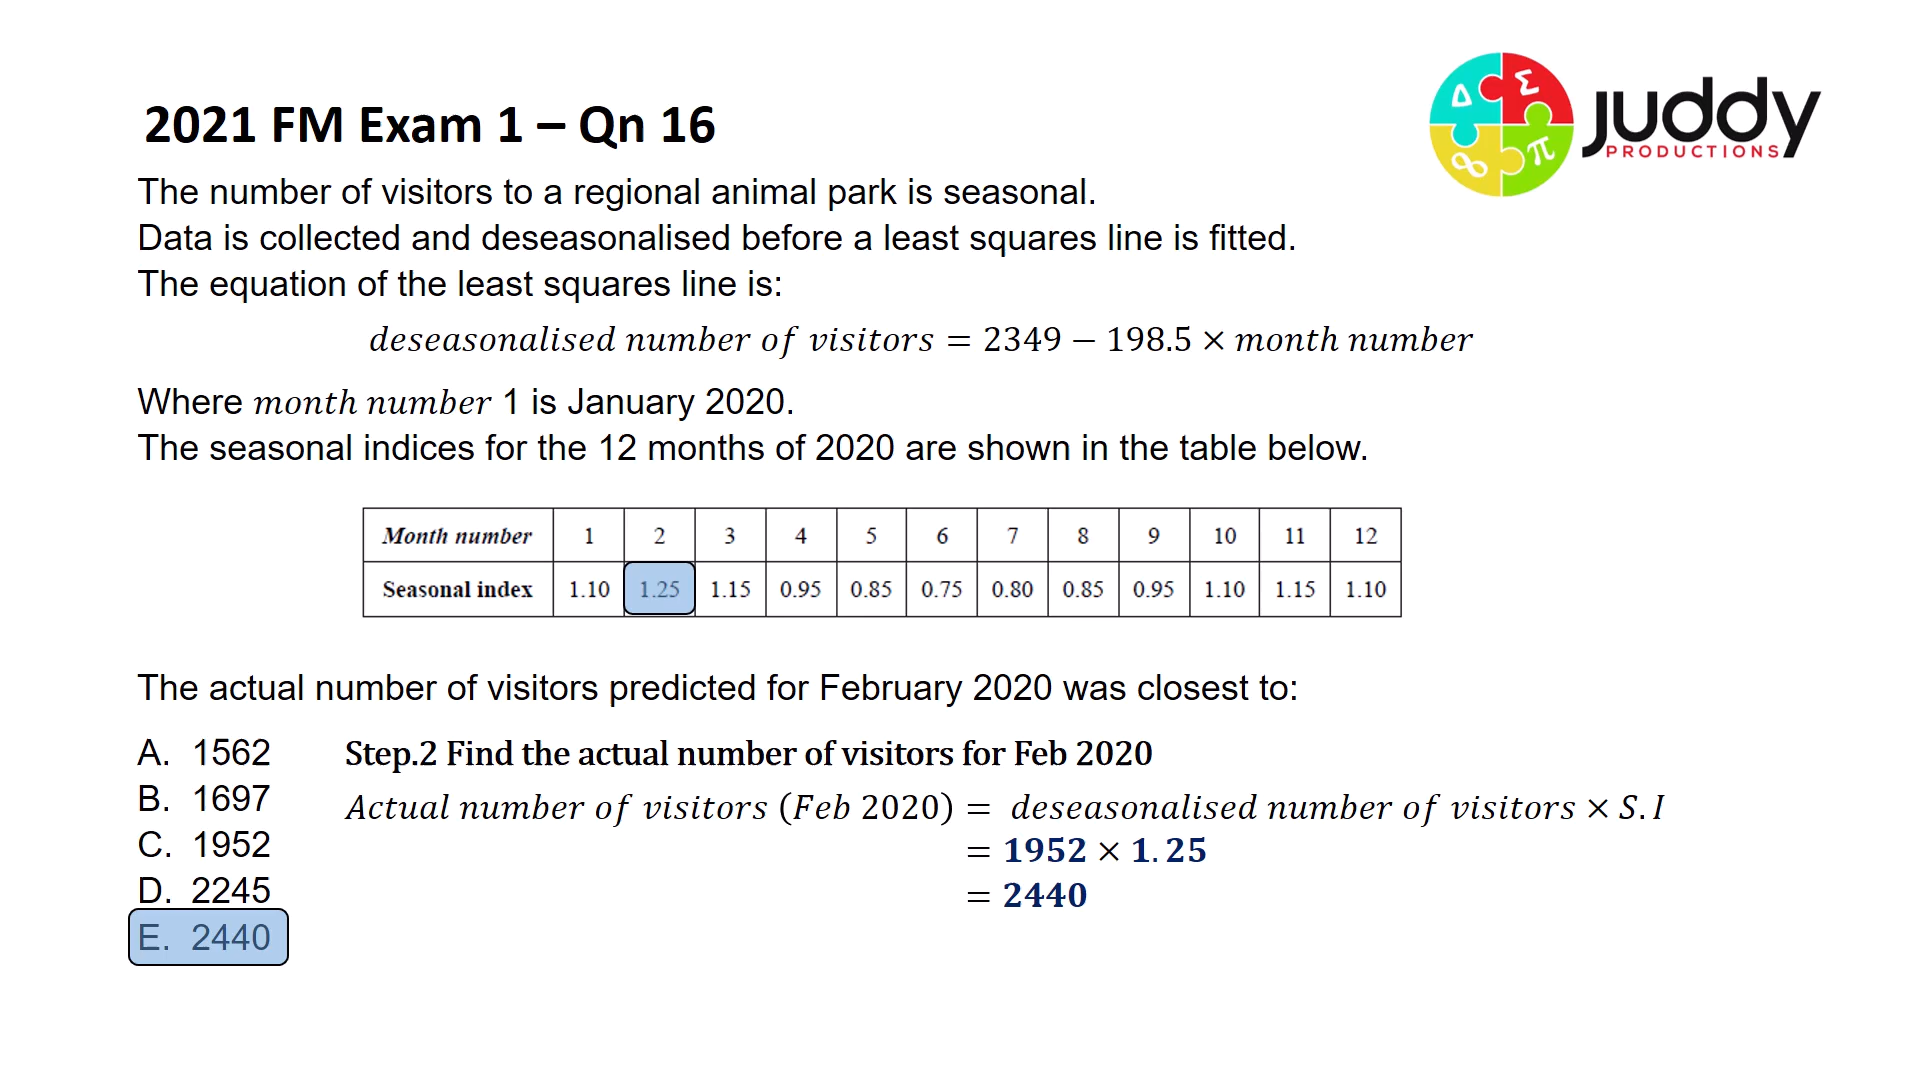 2021 FM Exam 1 – Qn 16
Δ Σ
∞ π
juddy
PRODUCTIONS
The number of visitors to a regional animal park is seasonal.
Data is collected and deseasonalised before a least squares line is fitted.
The equation of the least squares line is:
deseasonalised number of visitors = 2349 − 198.5 × month number
Where month number 1 is January 2020.
The seasonal indices for the 12 months of 2020 are shown in the table below.
Month number 1 2 3 4 5 6 7 8 9 10 11 12
Seasonal index 1.10 1.25 1.15 0.95 0.85 0.75 0.80 0.85 0.95 1.10 1.15 1.10
The actual number of visitors predicted for February 2020 was closest to:
A. 1562
B. 1697
C. 1952
D. 2245
E. 2440
Step.2 Find the actual number of visitors for Feb 2020
Actual number of visitors (Feb 2020) = deseasonalised number of visitors × S.I
= 1952 × 1.25
= 2440